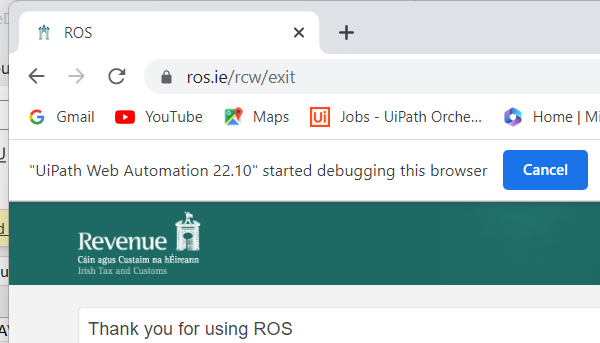 ROS
ros.ie/rcw/exit
Gmail YouTube Maps Jobs - UiPath Orche... Home | Mi
"UiPath Web Automation 22.10" started debugging this browser Cancel
Revenue
Cáin agus Custaim na hÉireann
Irish Tax and Customs
Thank you for using ROS